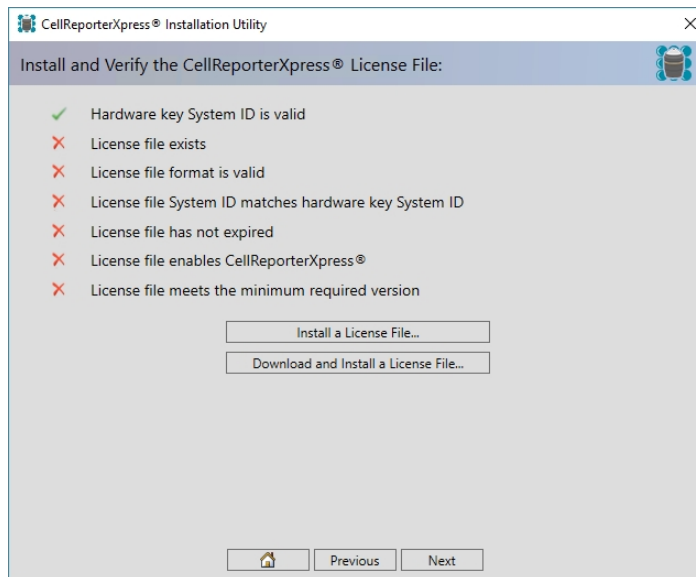 CellReporterXpress® Installation Utility
Install and Verify the CellReporterXpress® License File:
Hardware key System ID is valid
License file exists
License file format is valid
License file System ID matches hardware key System ID
License file has not expired
License file enables CellReporterXpress®
License file meets the minimum required version
Install a License File...
Download and Install a License File...
Previous Next